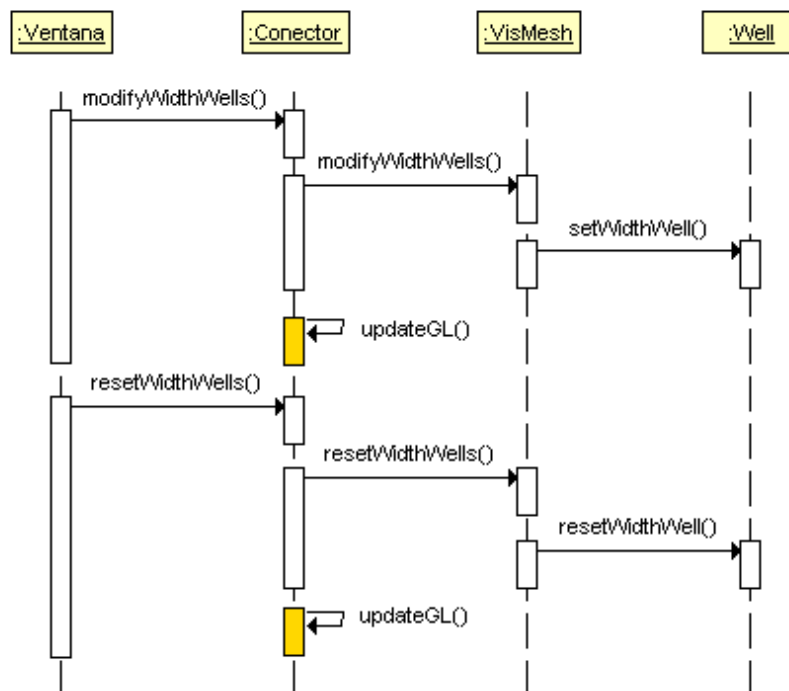 :Ventana
:Conector
:VisMesh
:Well
modifyWidthWells()
modifyWidthWells()
setWidthWell()
updateGL()
resetWidthWells()
resetWidthWells()
resetWidthWell()
updateGL()